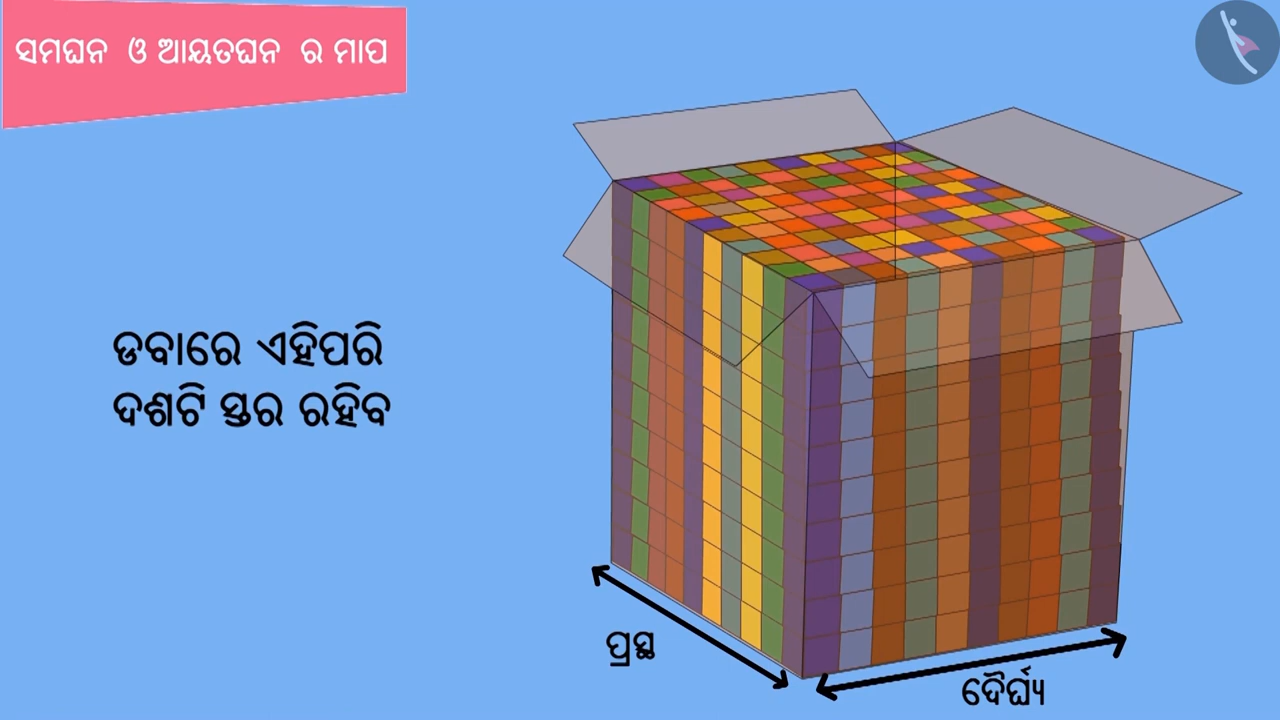 ସମଘନ ଓ ଆୟତଘନ ର ମାପ
ଡବାରେ ଏହିପରି
ଦଶଟି ସ୍ତର ରହିବ
ପ୍ରସ୍ଥ
ଦୈର୍ଘ୍ୟ